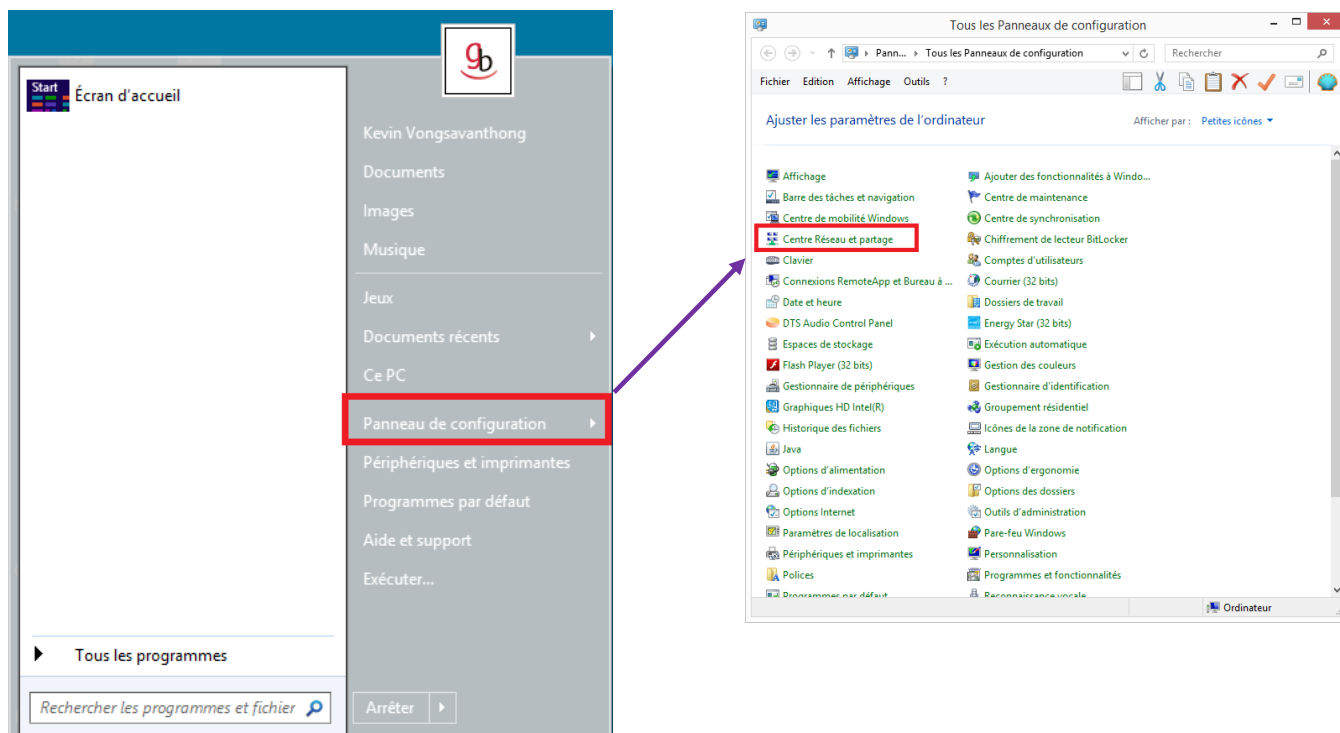 gb
Start
Écran d'accueil
Kevin Vongsavanthong
Documents
Images
Musique
Jeux
Documents récents
Ce PC
Panneau de configuration
Périphériques et imprimantes
Programmes par défaut
Aide et support
Exécuter...
Tous les programmes
Rechercher les programmes et fichier
Arrêter
Tous les Panneaux de configuration
Pann... Tous les Panneaux de configuration
Rechercher
Fichier Edition Affichage Outils ?
Ajuster les paramètres de l'ordinateur
Afficher par : Petites icônes
Affichage
Ajouter des fonctionnalités à Windo...
Barre des tâches et navigation
Centre de maintenance
Centre de mobilité Windows
Centre de synchronisation
Centre Réseau et partage
Chiffrement de lecteur BitLocker
Clavier
Comptes d'utilisateurs
Connexions RemoteApp et Bureau à ...
Courrier (32 bits)
Date et heure
Dossiers de travail
DTS Audio Control Panel
Energy Star (32 bits)
Espaces de stockage
Exécution automatique
Flash Player (32 bits)
Gestion des couleurs
Gestionnaire de périphériques
Gestionnaire d'identification
Graphiques HD Intel(R)
Groupement résidentiel
Historique des fichiers
Icônes de la zone de notification
Java
Langue
Options d'alimentation
Options d'ergonomie
Options d'indexation
Options des dossiers
Options Internet
Outils d'administration
Paramètres de localisation
Pare-feu Windows
Périphériques et imprimantes
Personnalisation
Polices
Programmes et fonctionnalités
Programmes par défaut
Reconnaissance vocale
Ordinateur